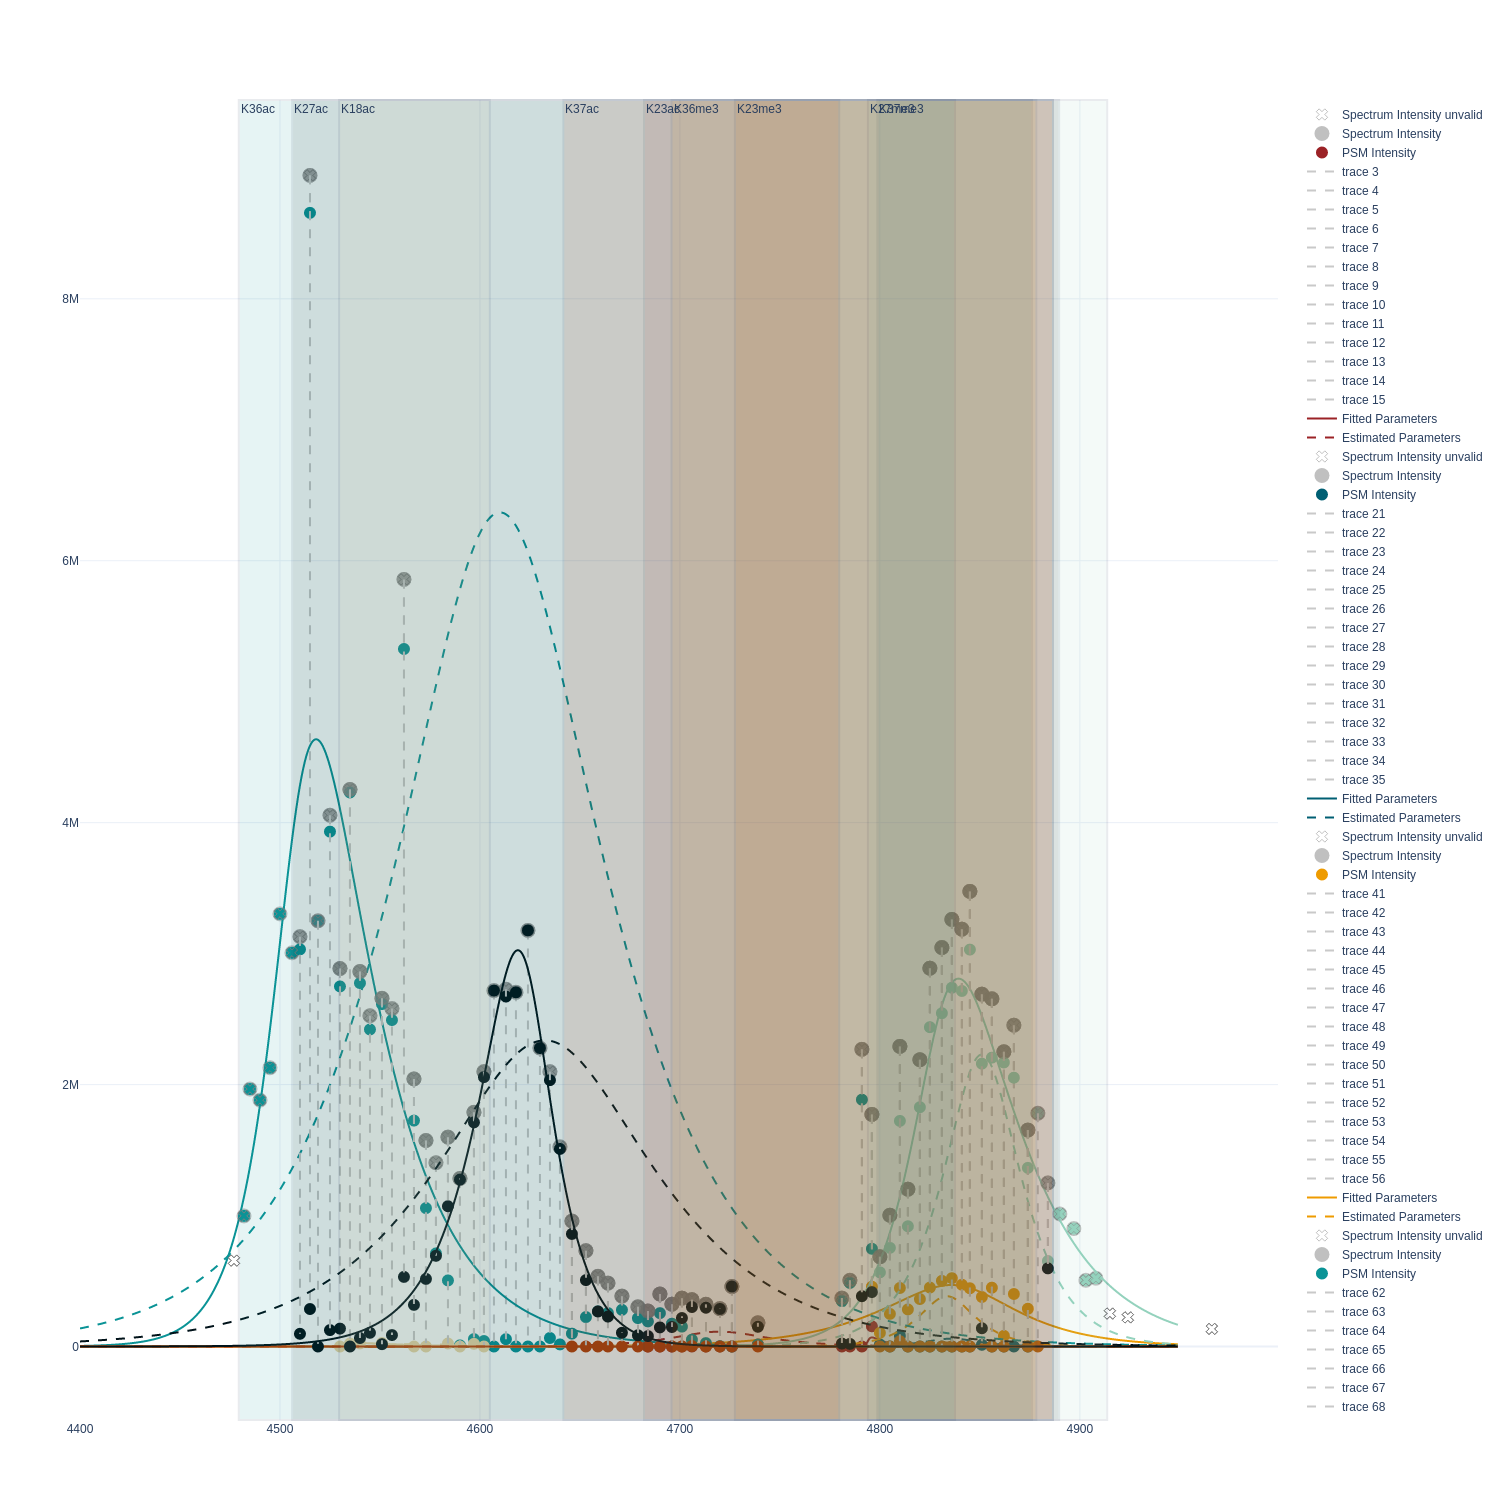 K36ac K27ac K18ac K37ac K23ac K36me3 K23me3
8M
6M
4M
2M
0
4400 4500 4600 4700 4800 4900
Spectrum Intensity unvalid
Spectrum Intensity
PSM Intensity
trace 3
trace 4
trace 5
trace 6
trace 7
trace 8
trace 9
trace 10
trace 11
trace 12
trace 13
trace 14
trace 15
Fitted Parameters
Estimated Parameters
Spectrum Intensity unvalid
Spectrum Intensity
PSM Intensity
trace 21
trace 22
trace 23
trace 24
trace 25
trace 26
trace 27
trace 28
trace 29
trace 30
trace 31
trace 32
trace 33
trace 34
trace 35
Fitted Parameters
Estimated Parameters
Spectrum Intensity unvalid
Spectrum Intensity
PSM Intensity
trace 41
trace 42
trace 43
trace 44
trace 45
trace 46
trace 47
trace 48
trace 49
trace 50
trace 51
trace 52
trace 53
trace 54
trace 55
trace 56
Fitted Parameters
Estimated Parameters
Spectrum Intensity unvalid
Spectrum Intensity
PSM Intensity
trace 62
trace 63
trace 64
trace 65
trace 66
trace 67
trace 68